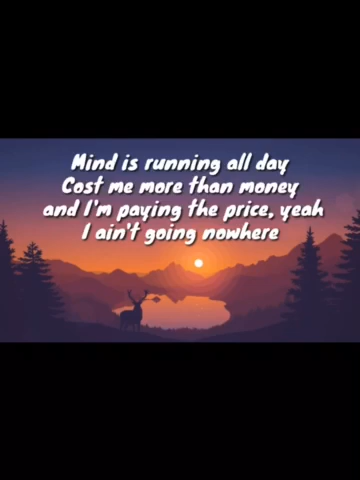 Mind is running all day
Cost me more than money
and I'm paying the price, yeah
I ain't going nowhere